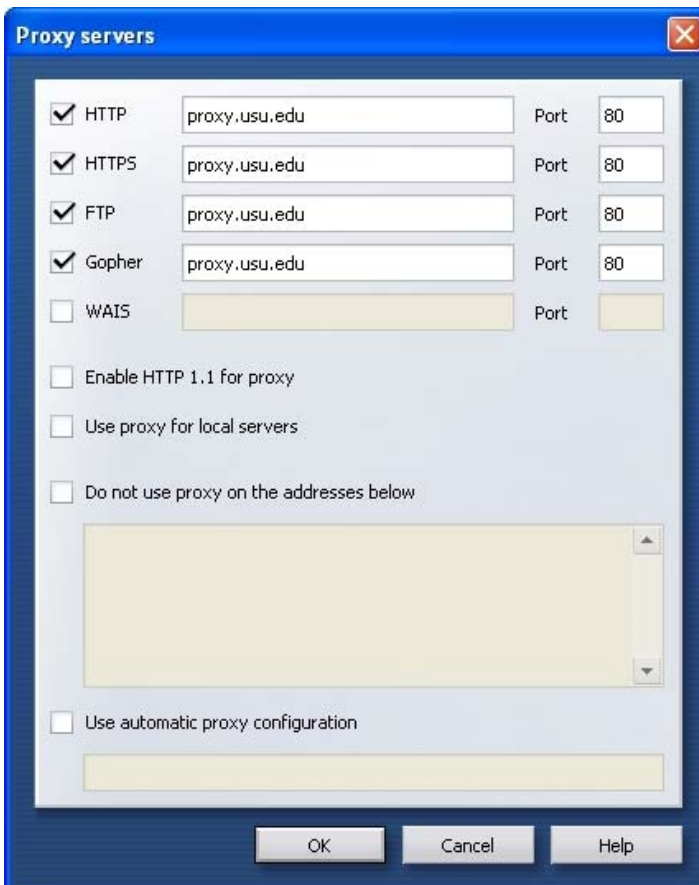 Proxy servers
HTTP proxy.usu.edu Port 80
HTTPS proxy.usu.edu Port 80
FTP proxy.usu.edu Port 80
Gopher proxy.usu.edu Port 80
WAIS Port
Enable HTTP 1.1 for proxy
Use proxy for local servers
Do not use proxy on the addresses below
Use automatic proxy configuration
OK Cancel Help